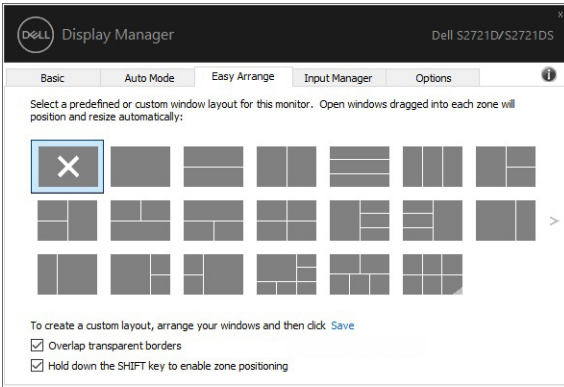 x
DELL Display Manager
Dell S2721D/S2721DS
Basic Auto Mode Easy Arrange Input Manager Options i
Select a predefined or custom window layout for this monitor. Open windows dragged into each zone will
position and resize automatically:
>
To create a custom layout, arrange your windows and then click Save
Overlap transparent borders
Hold down the SHIFT key to enable zone positioning